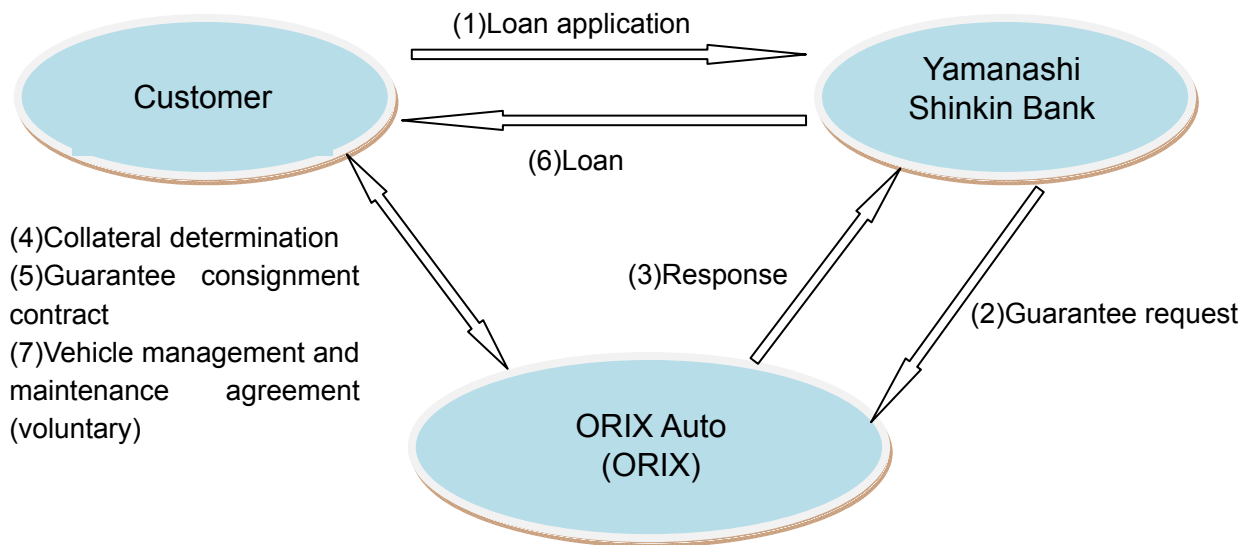 (1)Loan application
Customer
Yamanashi
Shinkin Bank
(6)Loan
(4)Collateral determination
(5)Guarantee consignment
contract
(7)Vehicle management and
maintenance agreement
(voluntary)
(3)Response
(2)Guarantee request
ORIX Auto
(ORIX)